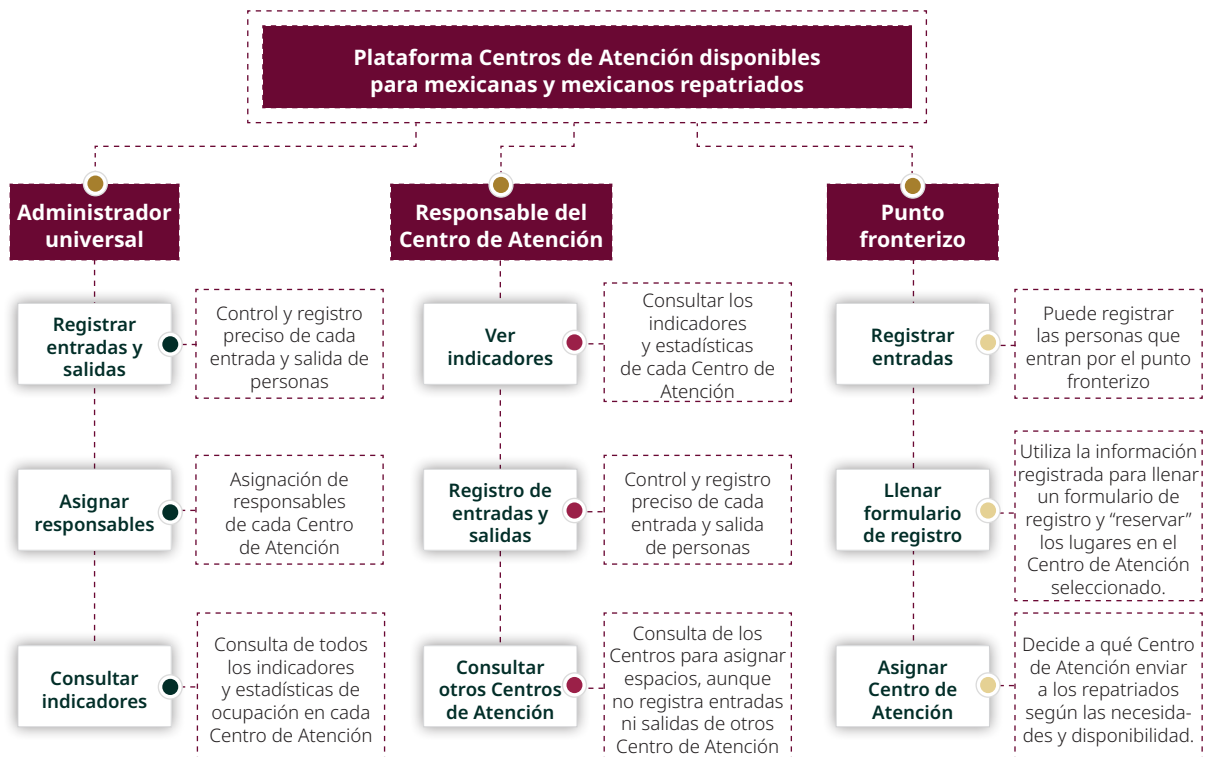 Plataforma Centros de Atención disponibles
para mexicanas y mexicanos repatriados
Administrador
universal
Registrar
entradas y
salidas
Control y registro
preciso de cada
entrada y salida de
personas
Asignar
responsables
Asignación de
responsables
de cada Centro
de Atención
Consultar
indicadores
Consulta de todos
los indicadores
y estadísticas de
ocupación en cada
Centro de Atención
Responsable del
Centro de Atención
Ver
indicadores
Consultar los
indicadores
y estadísticas
de cada Centro de
Atención
Registro de
entradas y
salidas
Control y registro
preciso de cada
entrada y salida
de personas
Consultar
otros Centros
de Atención
Consulta de los
Centros para asignar
espacios, aunque
no registra entradas
ni salidas de otros
Centro de Atención
Punto
fronterizo
Registrar
entradas
Puede registrar
las personas que
entran por el punto
fronterizo
Llenar
formulario
de registro
Utiliza la información
registrada para llenar
un formulario de
registro y “reservar”
los lugares en el
Centro de Atención
seleccionado.
Asignar
Centro de
Atención
Decide a qué Centro
de Atención enviar
a los repatriados
según las necesida-
des y disponibilidad.